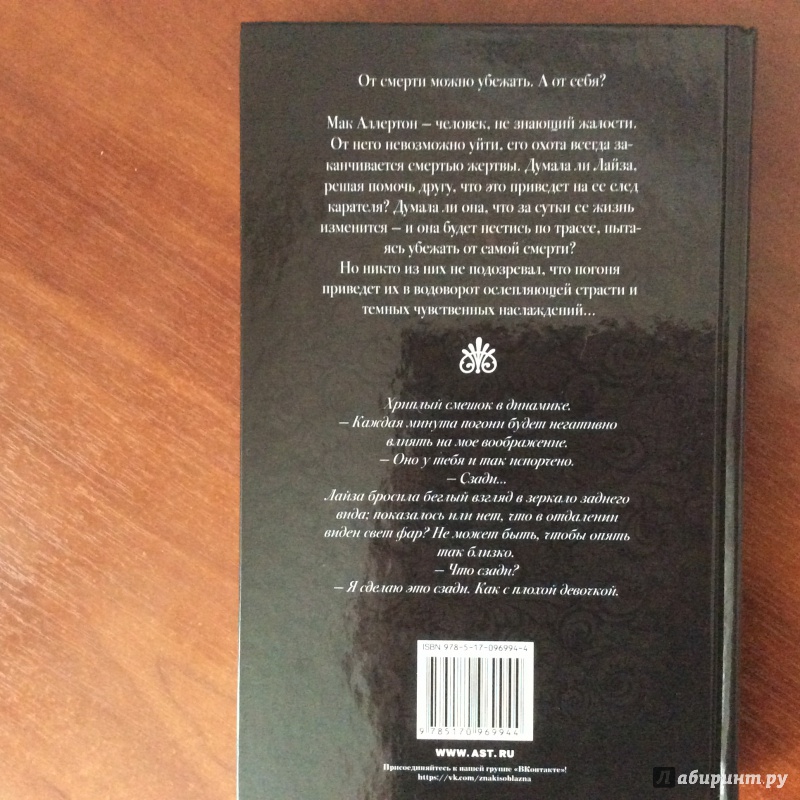 От смерти можно убежать. А от себя?
Мак Аллертон – человек, не знающий жалости.
От него невозможно уйти, его охота всегда за-
канчивается смертью жертвы. Думала ли Лайза,
решая помочь другу, что это приведет на ее след
карателя? Думала ли она, что за сутки ее жизнь
изменится – и она будет нестись по трассе, пыта-
ясь убежать от самой смерти?
Но никто из них не подозревал, что погоня
приведет их в водоворот ослепляющей страсти и
темных чувственных наслаждений...
Хриплый смешок в динамике.
– Каждая минута погони будет негативно
влиять на мое воображение.
– Оно у тебя и так испорчено.
– Сзади...
Лайза бросила беглый взгляд в зеркало заднего
вида; показалось или нет, что в отдалении
виден свет фар? Не может быть, чтобы опять
так близко.
– Что сзади?
– Я сделаю это сзади. Как с плохой девочкой.
ISBN 978-5-17-096994-4
9 785170 969944
WWW.AST.RU
Присоединяйтесь к нашей группе «ВКонтакте»!
https://vk.com/znakisoblazna
Лабиринт.ру